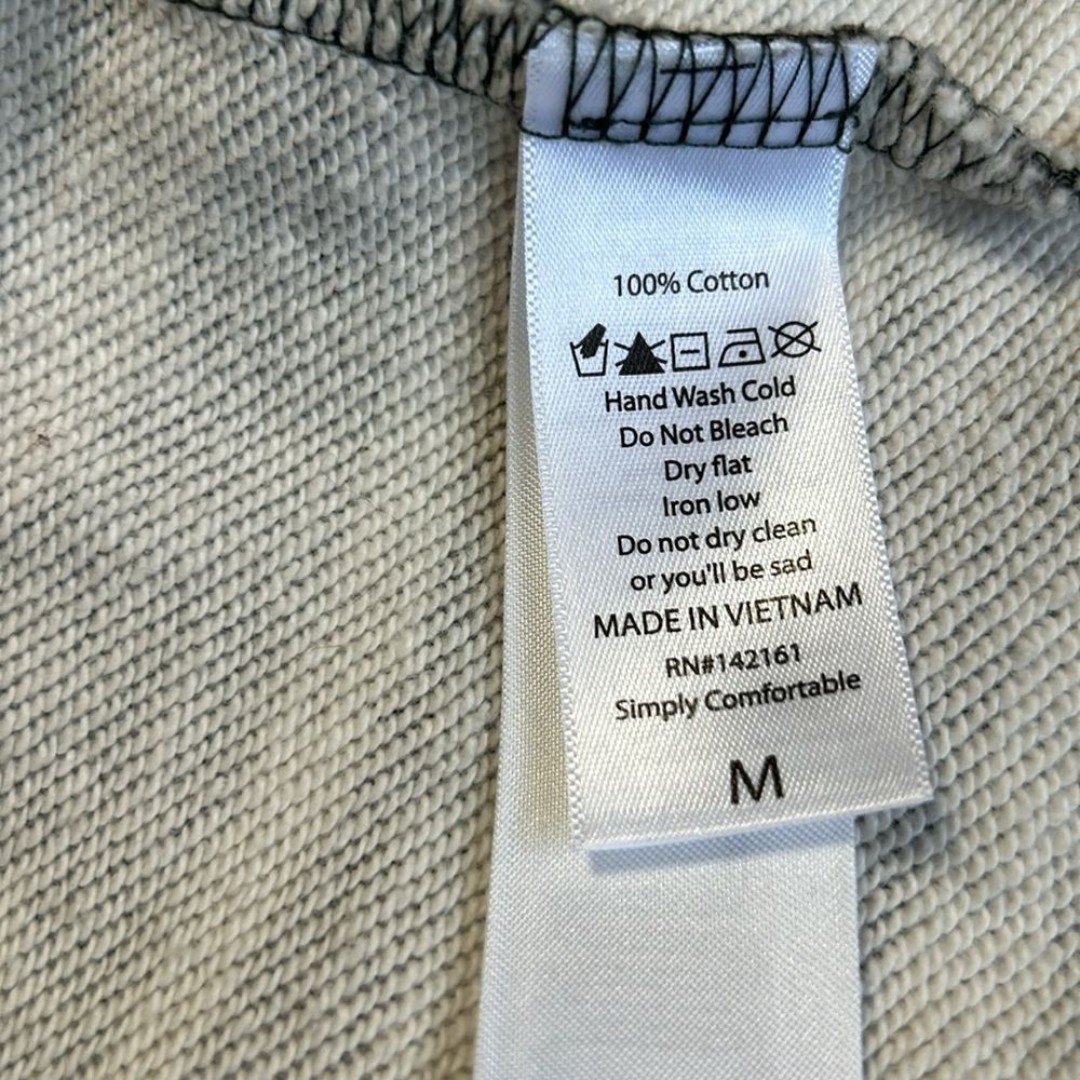 100% Cotton
Hand Wash Cold
Do Not Bleach
Dry flat
Iron low
Do not dry clean
or you'll be sad
MADE IN VIETNAM
RN#142161
Simply Comfortable
M